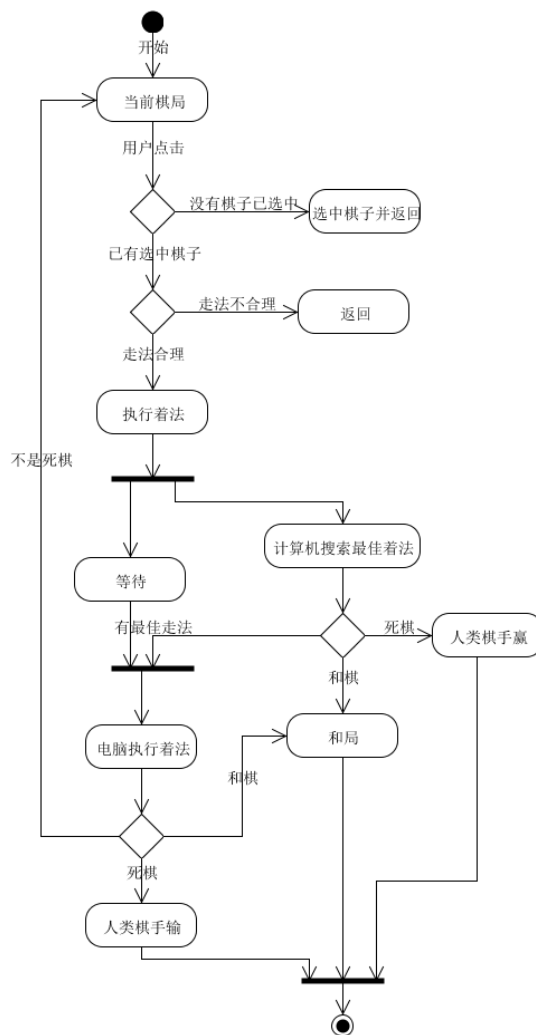 开始
当前棋局
用户点击
没有棋子已选中
选中棋子并返回
已有选中棋子
走法不合理
返回
走法合理
执行着法
不是死棋
计算机搜索最佳着法
等待
有最佳走法
死棋
人类棋手赢
和棋
和局
电脑执行着法
和棋
死棋
人类棋手输